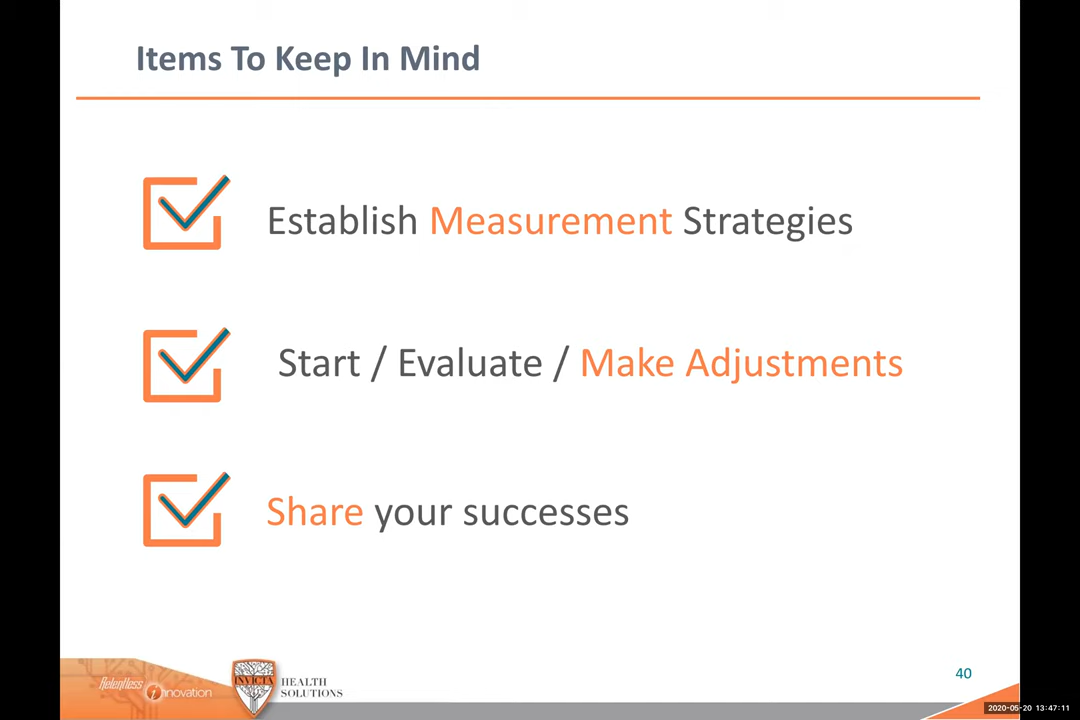 Items To Keep In Mind
Establish Measurement Strategies
Start / Evaluate / Make Adjustments
Share your successes
Relentless innovation
INVICTA
HEALTH
SOLUTIONS
40
2020-05-20 13:47:11